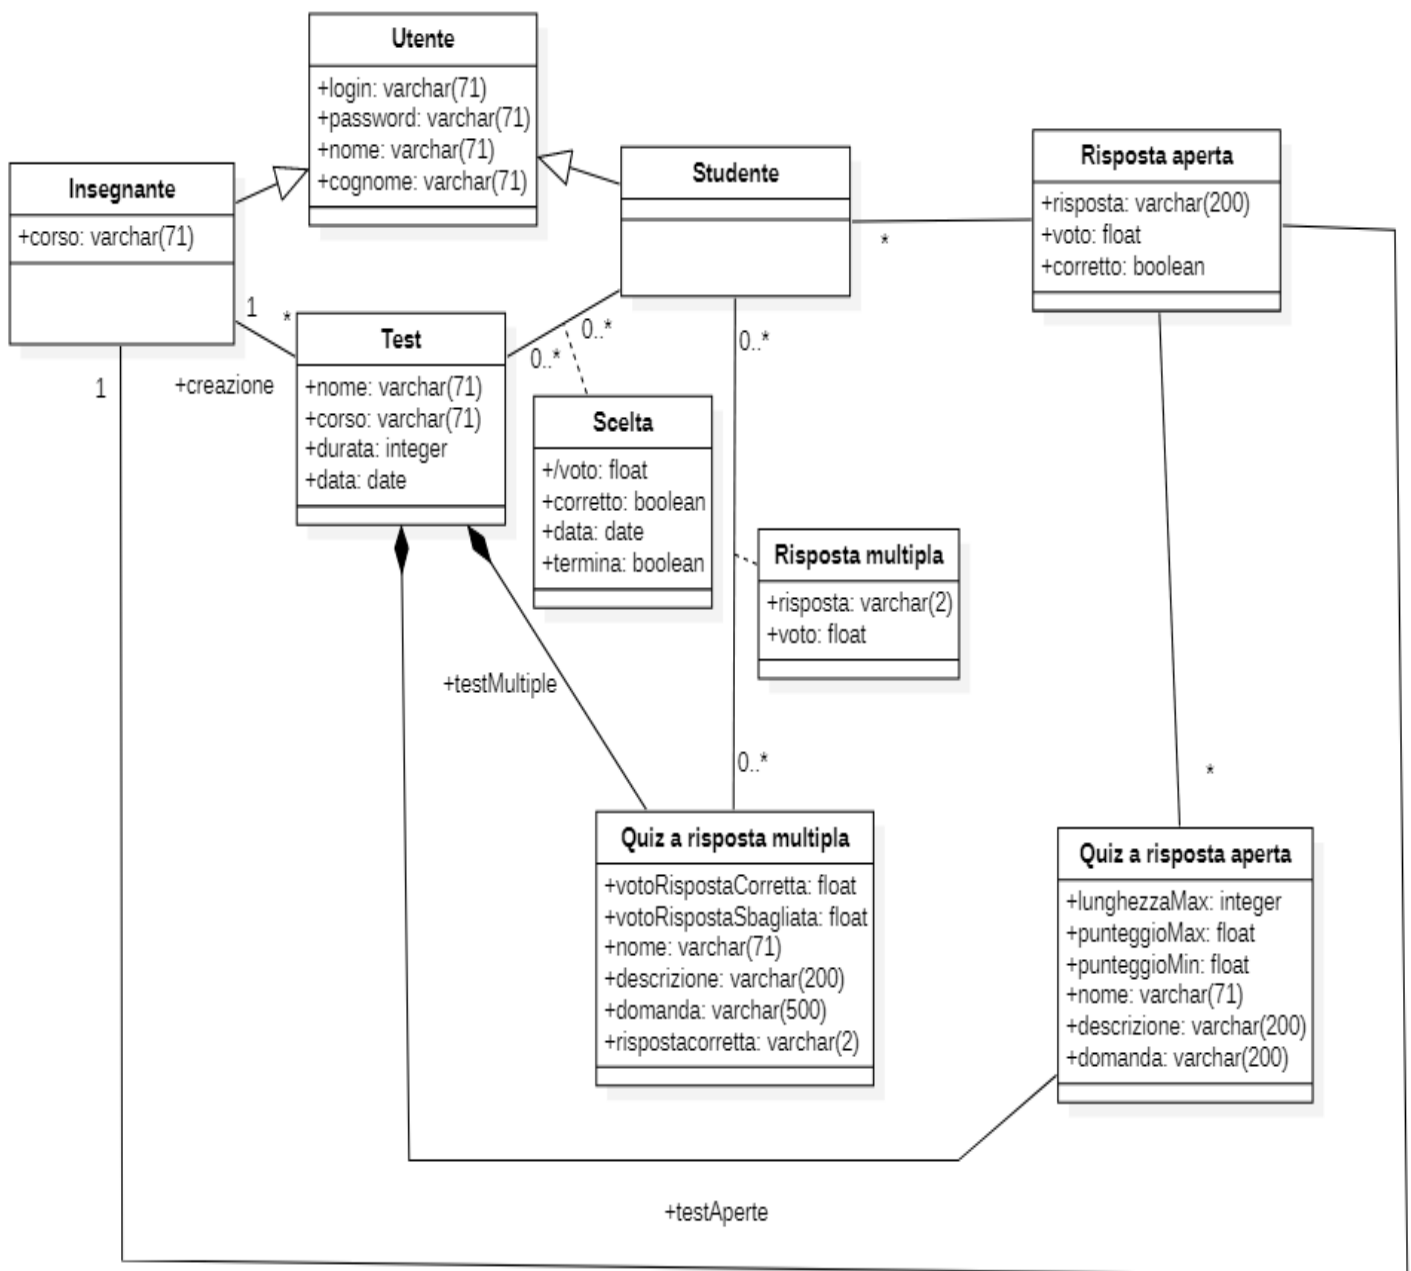 Utente
+login: varchar(71)
+password: varchar(71)
+nome: varchar(71)
+cognome: varchar(71)
Insegnante
+corso: varchar(71)
Studente
Risposta aperta
+risposta: varchar(200)
+voto: float
+corretto: boolean
*
1
*
+creazione
1
Test
+nome: varchar(71)
+corso: varchar(71)
+durata: integer
+data: date
0..*
0..*
0..*
Scelta
+/voto: float
+corretto: boolean
+data: date
+termina: boolean
Risposta multipla
+risposta: varchar(2)
+voto: float
+testMultiple
0..*
*
Quiz a risposta multipla
+votoRispostaCorretta: float
+votoRispostaSbagliata: float
+nome: varchar(71)
+descrizione: varchar(200)
+domanda: varchar(500)
+rispostacorretta: varchar(2)
Quiz a risposta aperta
+lunghezzaMax: integer
+punteggioMax: float
+punteggioMin: float
+nome: varchar(71)
+descrizione: varchar(200)
+domanda: varchar(200)
+testAperte